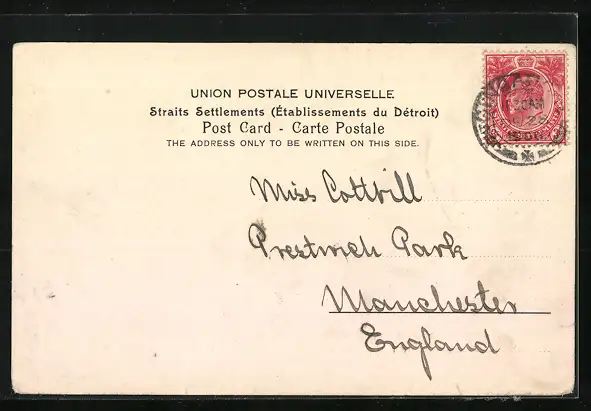 UNION POSTALE UNIVERSELLE
Straits Settlements (Établissements du Détroit)
Post Card - Carte Postale
THE ADDRESS ONLY TO BE WRITTEN ON THIS SIDE.
Miss Cottrill
Prestwich Park
Manchester
England